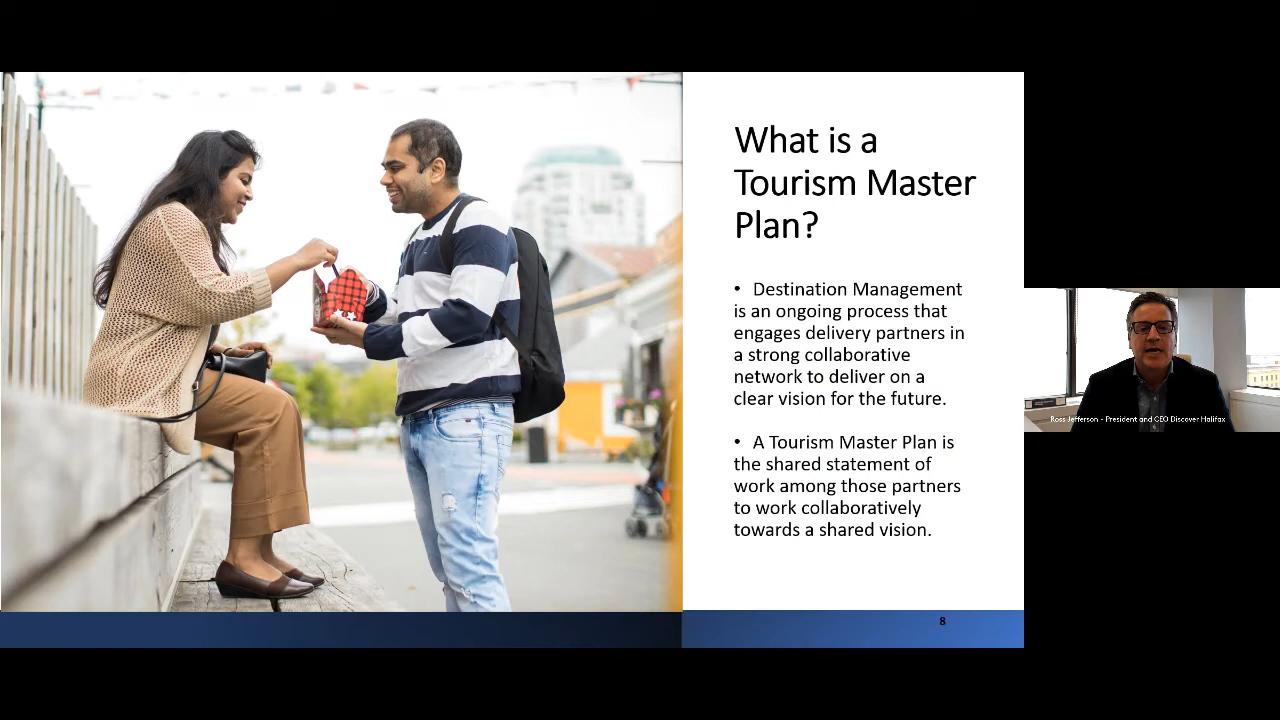 What is a
Tourism Master
Plan?
• Destination Management
is an ongoing process that
engages delivery partners in
a strong collaborative
network to deliver on a
clear vision for the future.
• A Tourism Master Plan is
the shared statement of
work among those partners
to work collaboratively
towards a shared vision.
8
Ross Jefferson - President and CEO Discover Halifax